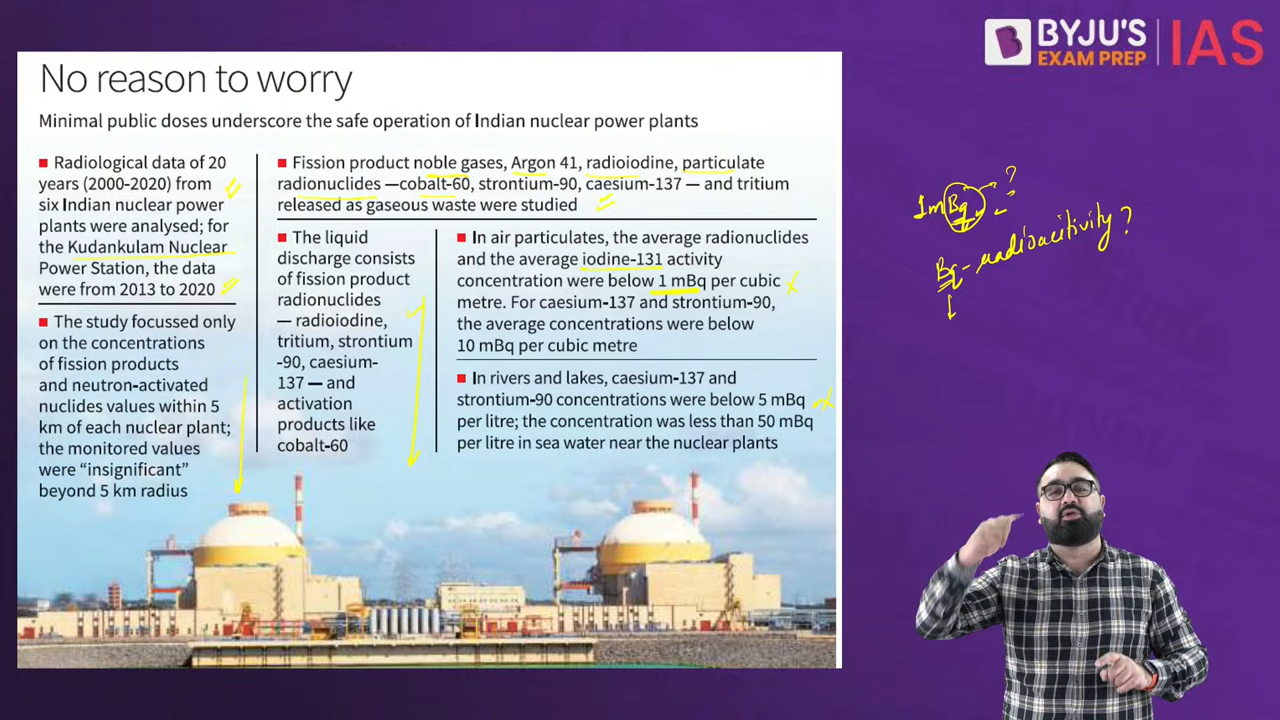 BYJU'S
EXAM PREP
IAS
No reason to worry
Minimal public doses underscore the safe operation of Indian nuclear power plants
Radiological data of 20
years (2000-2020) from
six Indian nuclear power
plants were analysed; for
the Kudankulam Nuclear
Power Station, the data
were from 2013 to 2020
The study focussed only
on the concentrations
of fission products
and neutron-activated
nuclides values within 5
km of each nuclear plant;
the monitored values
were “insignificant”
beyond 5 km radius
Fission product noble gases, Argon 41, radioiodine, particulate
radionuclides —cobalt-60, strontium-90, caesium-137 — and tritium
released as gaseous waste were studied
The liquid
discharge consists
of fission product
radionuclides
— radioiodine,
tritium, strontium
-90, caesium-
137 — and
activation
products like
cobalt-60
In air particulates, the average radionuclides
and the average iodine-131 activity
concentration were below 1 mBq per cubic
metre. For caesium-137 and strontium-90,
the average concentrations were below
10 mBq per cubic metre
In rivers and lakes, caesium-137 and
strontium-90 concentrations were below 5 mBq
per litre; the concentration was less than 50 mBq
per litre in sea water near the nuclear plants
1mBq → ?
Bq - radioacitivity ?